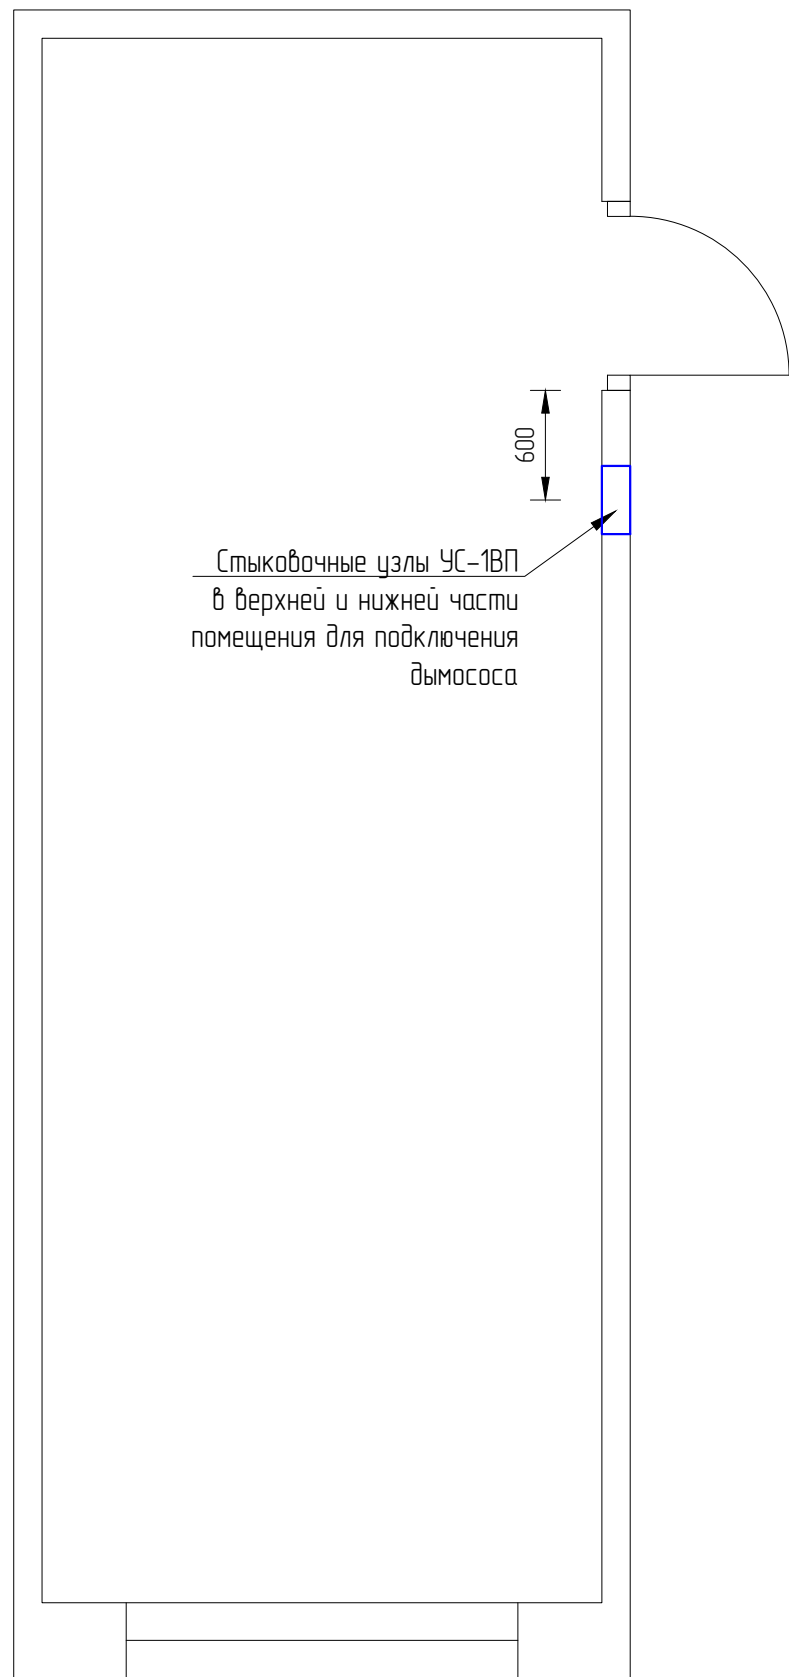 600
Стыковочные узлы УС-1ВП
в верхней и нижней части
помещения для подключения
дымососа